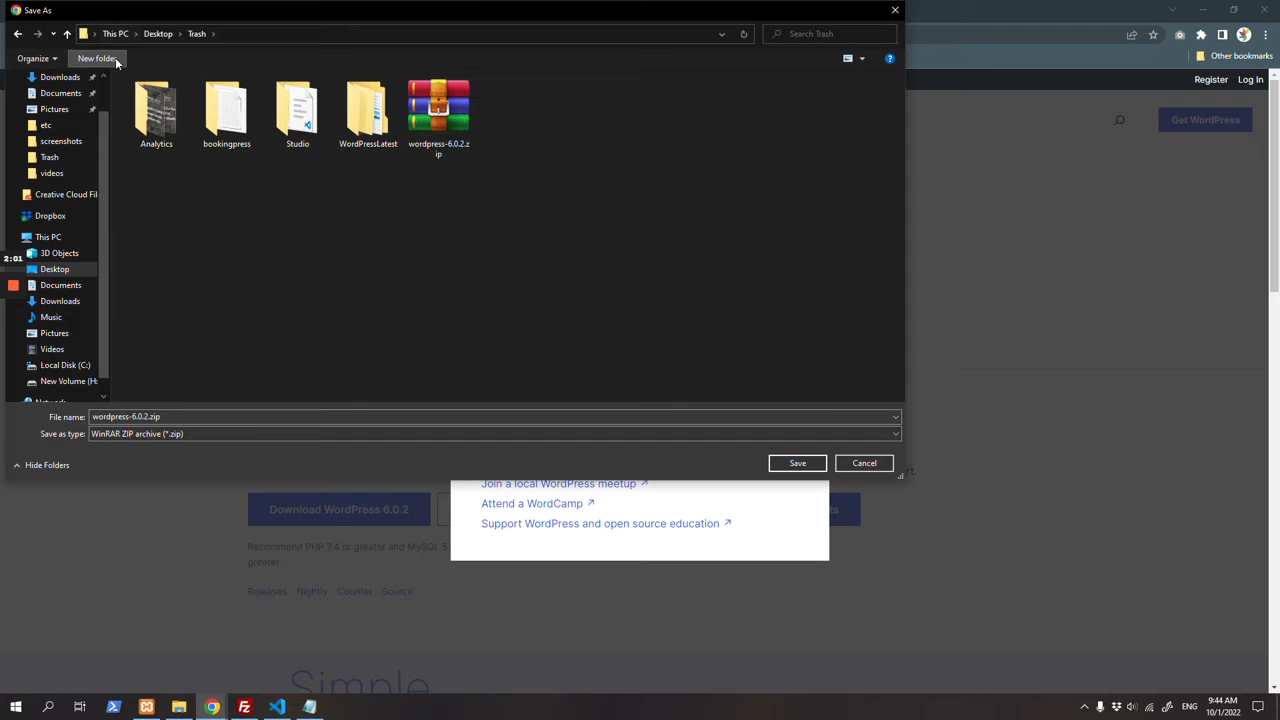 Save As
This PC
Desktop
Trash
Search Trash
Organize
New folder
Other bookmarks
Register
Log In
Get WordPress
Downloads
Documents
Pictures
etc
screenshots
Trash
videos
Creative Cloud Fil
Dropbox
This PC
3D Objects
Desktop
Documents
Downloads
Music
Pictures
Videos
Local Disk (C:)
New Volume (H:
2:01
Analytics
bookingpress
Studio
WordPressLatest
wordpress-6.0.2.z
ip
File name:
wordpress-6.0.2.zip
Save as type:
WinRAR ZIP archive (*.zip)
Hide Folders
Save
Cancel
Join a local WordPress meetup ↗
Attend a WordCamp ↗
Support WordPress and open source education ↗
Download WordPress 6.0.2
Recommend PHP 7.4 or greater and MySQL 5
greater.
Releases Nightly Counter Source
Simple
ENG
9:44 AM
10/1/2022